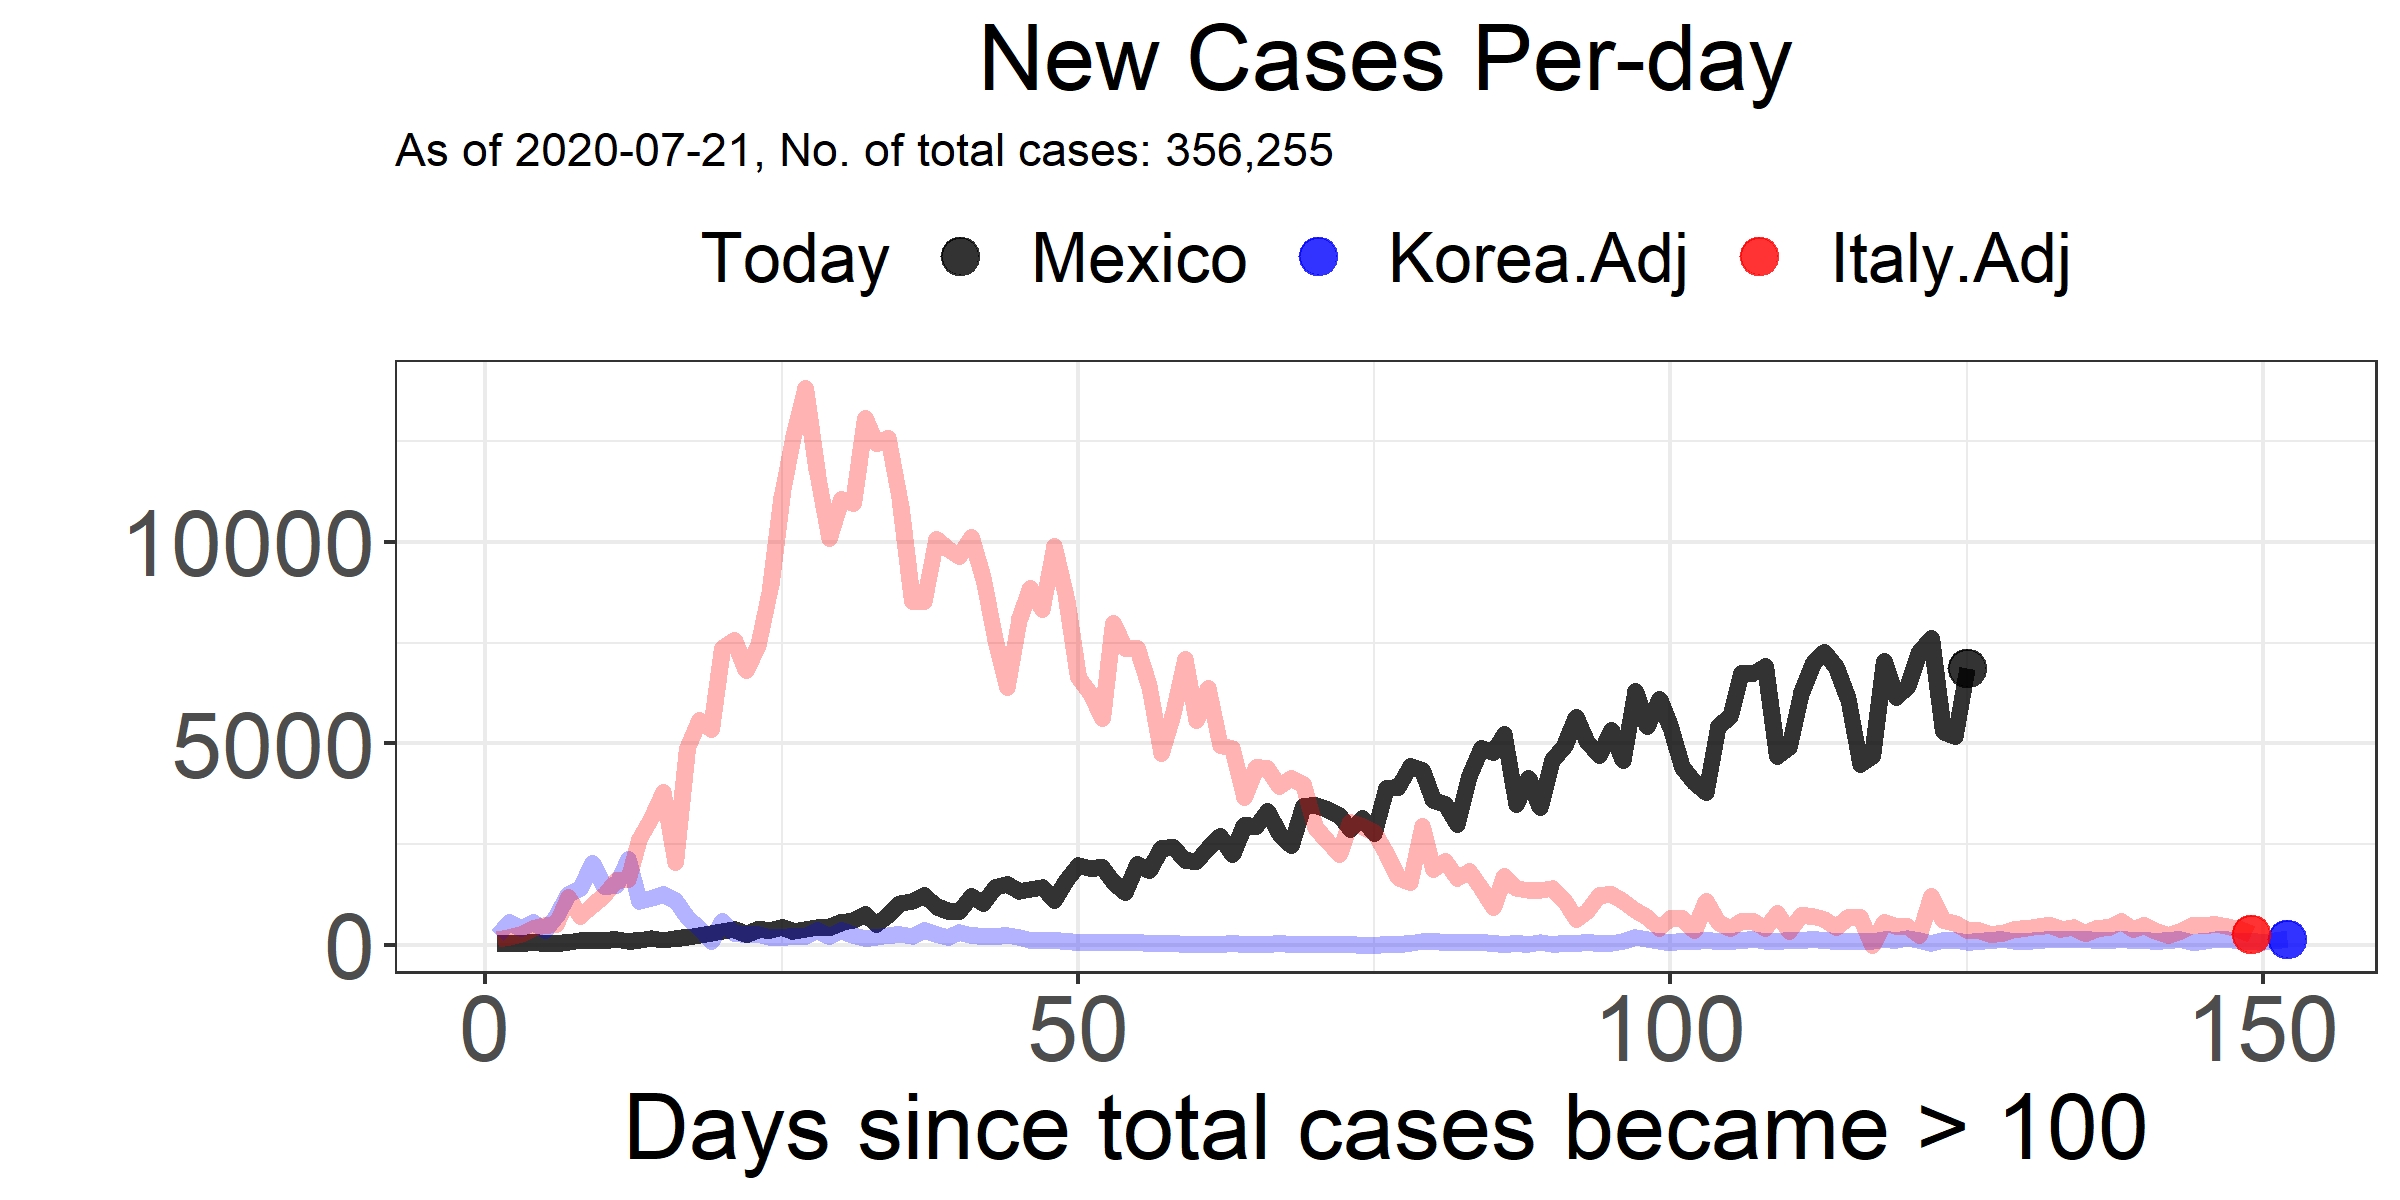 New Cases Per-day
As of 2020-07-21, No. of total cases: 356,255
Today Mexico Korea.Adj Italy.Adj
10000
5000
0
0 50 100 150
Days since total cases became > 100